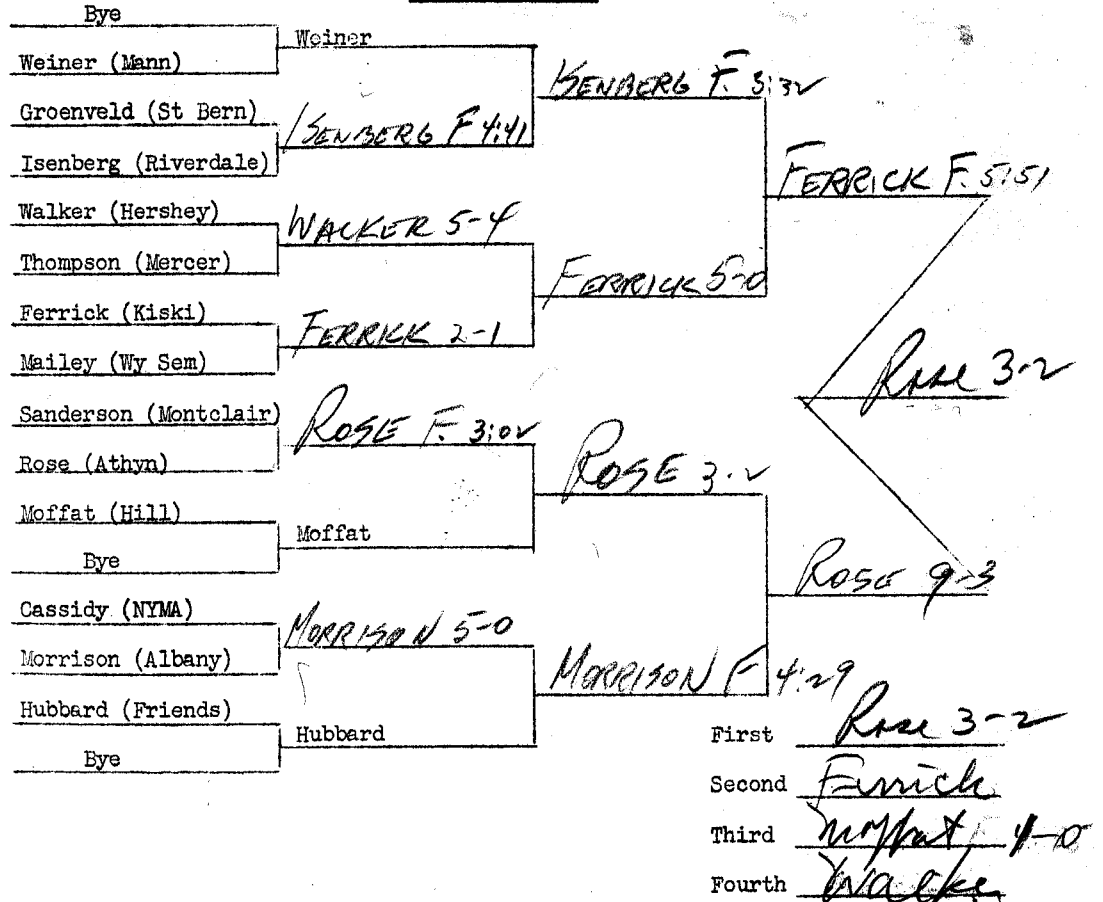 Bye
Weiner (Mann)
Groenveld (St Bern)
Isenberg (Riverdale)
Walker (Hershey)
Thompson (Mercer)
Ferrick (Kiski)
Mailey (Wy Sem)
Sanderson (Montclair)
Rose (Athyn)
Moffat (Hill)
Bye
Cassidy (NYMA)
Morrison (Albany)
Hubbard (Friends)
Bye
Weiner
ISENBERG F 4:41
WALKER 5-4
FERRICK 2-1
ROSE F. 3:02
Moffat
MORRISON 5-0
Hubbard
ISENBERG F. 3:32
FERRICK 5-0
ROSE 3-2
MORRISON F 4:29
FERRICK F. 5:51
ROSE 9-3
Rose 3-2
First Rose 3-2
Second Ferrick
Third Moffat 4-0
Fourth Walker